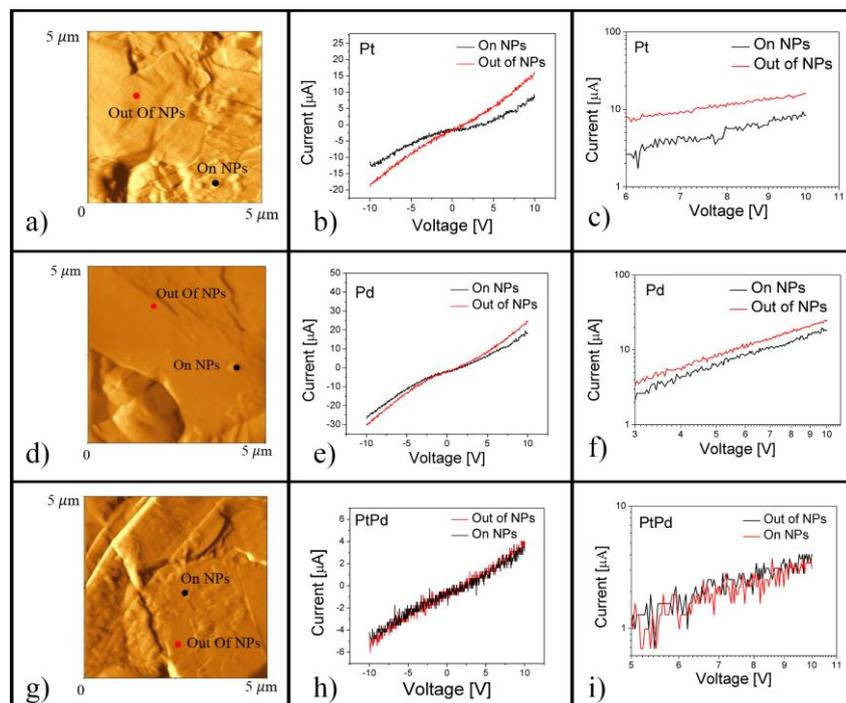 5 μm
Out Of NPs
On NPs
0
5 μm
a)
Pt
On NPs
Out of NPs
Current [μA]
20
15
10
5
0
-5
-10
-15
-20
-10
-5
0
5
10
Voltage [V]
b)
Pt
On NPs
Out of NPs
Current [μA]
100
10
1
6
7
8
9
10
11
Voltage [V]
c)
5 μm
Out Of NPs
On NPs
0
5 μm
d)
Pd
On NPs
Out of NPs
Current [μA]
50
40
30
20
10
0
-10
-20
-30
-10
-5
0
5
10
Voltage [V]
e)
Pd
On NPs
Out of NPs
Current [μA]
100
10
1
3
4
5
6
7
8
9
10
Voltage [V]
f)
5 μm
On NPs
Out Of NPs
0
5 μm
g)
PtPd
Out of NPs
On NPs
Current [μA]
6
4
2
0
-2
-4
-6
-10
-5
0
5
10
Voltage [V]
h)
PtPd
Out of NPs
On NPs
Current [μA]
10
1
5
6
7
8
9
10
11
Voltage [V]
i)